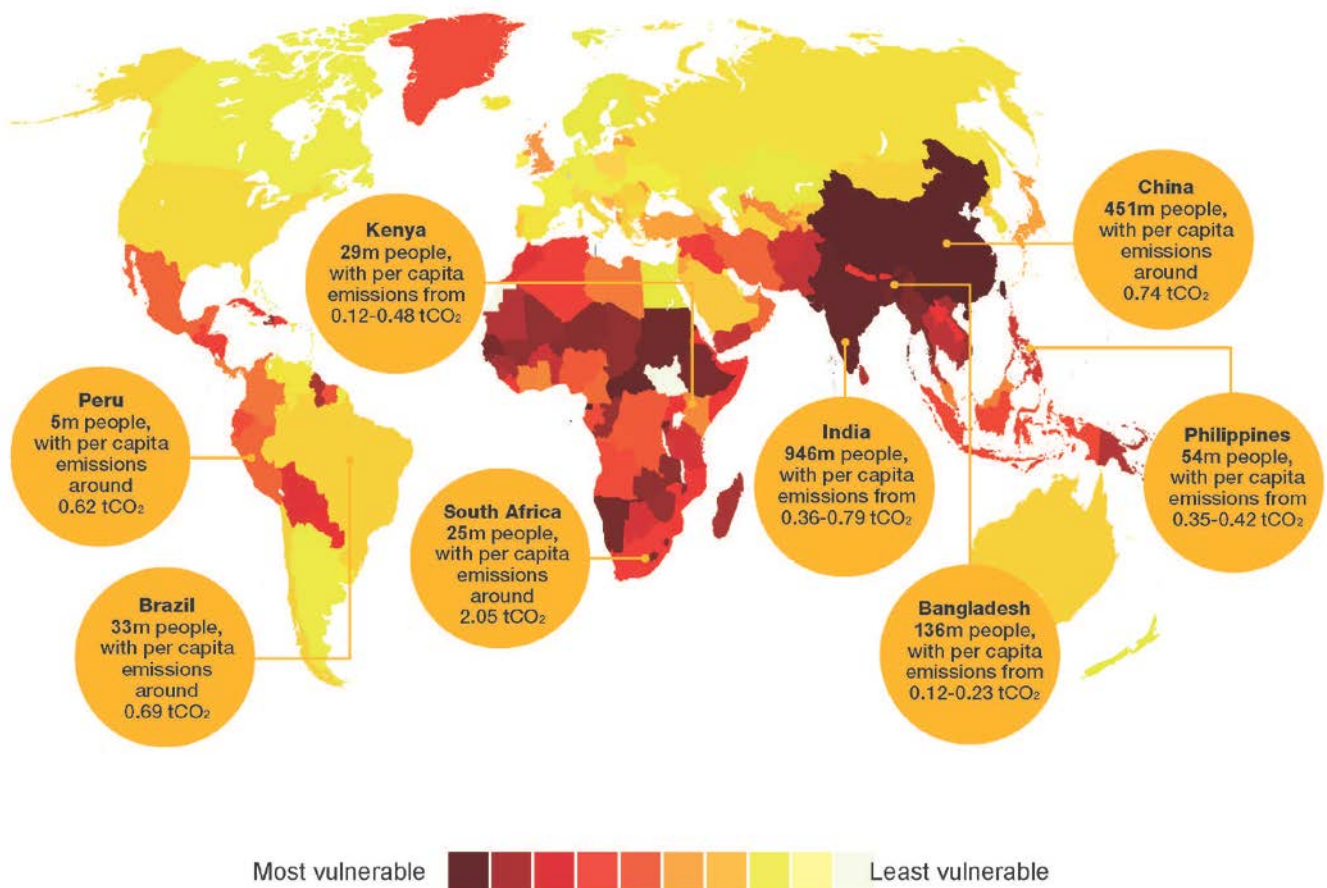 Kenya
29m people,
with per capita
emissions from
0.12-0.48 tCO₂
China
451m people,
with per capita
emissions
around
0.74 tCO₂
Peru
5m people,
with per capita
emissions
around
0.62 tCO₂
South Africa
25m people,
with per capita
emissions
around
2.05 tCO₂
India
946m people,
with per capita
emissions from
0.36-0.79 tCO₂
Philippines
54m people,
with per capita
emissions from
0.35-0.42 tCO₂
Brazil
33m people,
with per capita
emissions
around
0.69 tCO₂
Bangladesh
136m people,
with per capita
emissions from
0.12-0.23 tCO₂
Most vulnerable
Least vulnerable